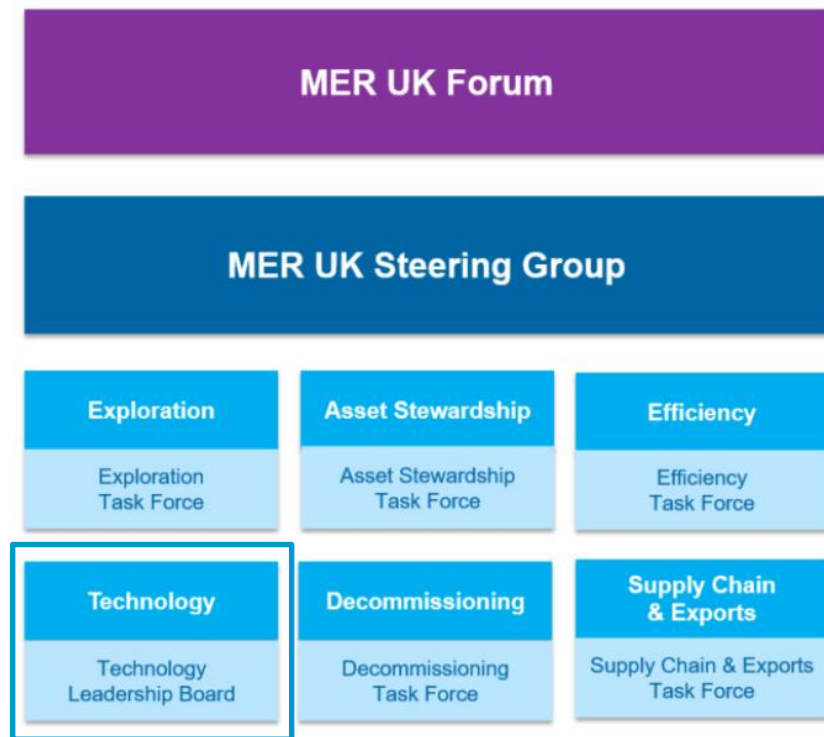 MER UK Forum
MER UK Steering Group
Exploration
Exploration
Task Force
Asset Stewardship
Asset Stewardship
Task Force
Efficiency
Efficiency
Task Force
Technology
Technology
Leadership Board
Decommissioning
Decommissioning
Task Force
Supply Chain
& Exports
Supply Chain & Exports
Task Force